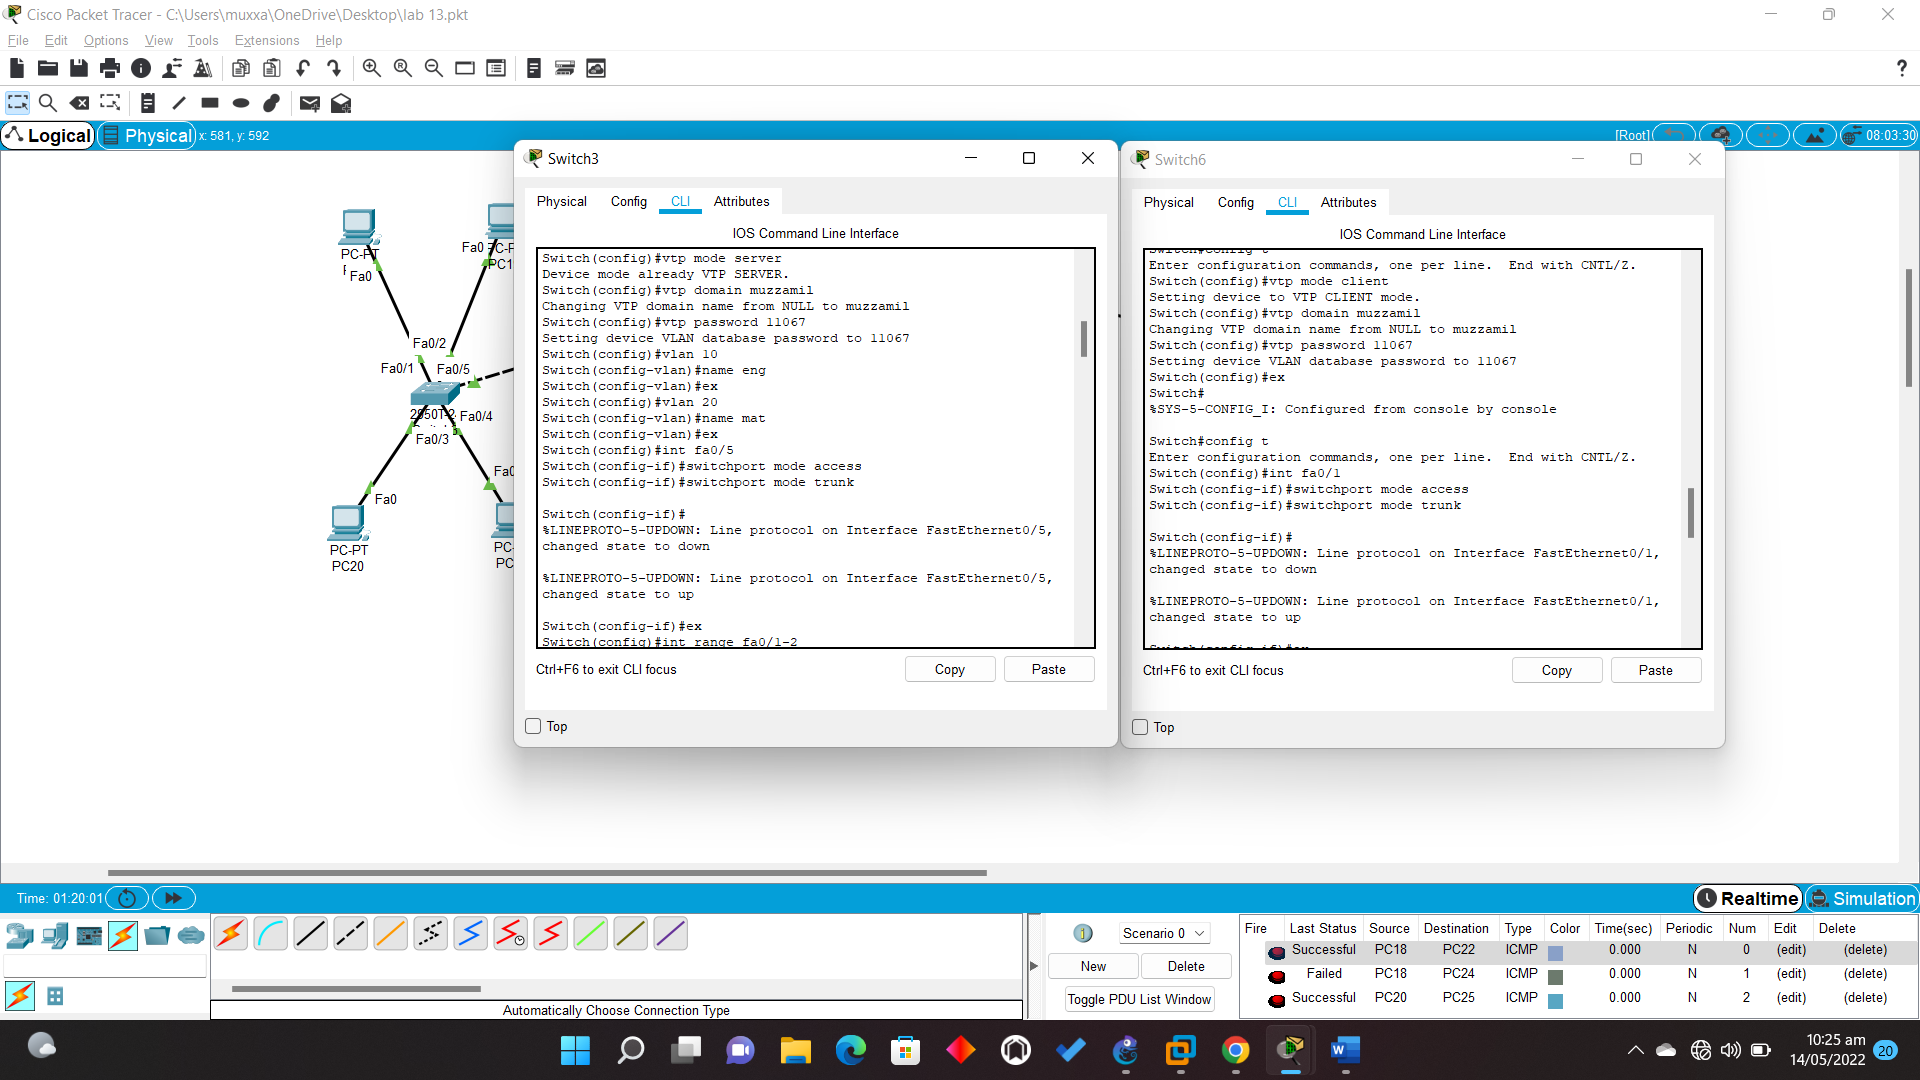 Cisco Packet Tracer - C:\Users\muxxa\OneDrive\Desktop\lab 13.pkt
File Edit Options View Tools Extensions Help
Logical Physical x: 581, y: 592 [Root] 08:03:30
PC-PT
Fa0
Fa0
PC1
Fa0/2
Fa0/1 Fa0/5
Fa0/4
Fa0/3
Fa0
PC-PT
PC20
PC-
PC
Switch3
Physical Config CLI Attributes
IOS Command Line Interface
Switch(config)#vtp mode server
Device mode already VTP SERVER.
Switch(config)#vtp domain muzzamil
Changing VTP domain name from NULL to muzzamil
Switch(config)#vtp password 11067
Setting device VLAN database password to 11067
Switch(config)#vlan 10
Switch(config-vlan)#name eng
Switch(config-vlan)#ex
Switch(config)#vlan 20
Switch(config-vlan)#name mat
Switch(config-vlan)#ex
Switch(config)#int fa0/5
Switch(config-if)#switchport mode access
Switch(config-if)#switchport mode trunk
Switch(config-if)#
%LINEPROTO-5-UPDOWN: Line protocol on Interface FastEthernet0/5,
changed state to down
%LINEPROTO-5-UPDOWN: Line protocol on Interface FastEthernet0/5,
changed state to up
Switch(config-if)#ex
Switch(config)#int range fa0/1-2
Ctrl+F6 to exit CLI focus Copy Paste
Top
Switch6
Physical Config CLI Attributes
IOS Command Line Interface
Switch#config t
Enter configuration commands, one per line. End with CNTL/Z.
Switch(config)#vtp mode client
Setting device to VTP CLIENT mode.
Switch(config)#vtp domain muzzamil
Changing VTP domain name from NULL to muzzamil
Switch(config)#vtp password 11067
Setting device VLAN database password to 11067
Switch(config)#ex
Switch#
%SYS-5-CONFIG_I: Configured from console by console
Switch#config t
Enter configuration commands, one per line. End with CNTL/Z.
Switch(config)#int fa0/1
Switch(config-if)#switchport mode access
Switch(config-if)#switchport mode trunk
Switch(config-if)#
%LINEPROTO-5-UPDOWN: Line protocol on Interface FastEthernet0/1,
changed state to down
%LINEPROTO-5-UPDOWN: Line protocol on Interface FastEthernet0/1,
changed state to up
Switch(config-if)#ex
Ctrl+F6 to exit CLI focus Copy Paste
Top
Time: 01:20:01 Realtime Simulation
Automatically Choose Connection Type
Scenario 0
New Delete
Toggle PDU List Window
Fire Last Status Source Destination Type Color Time(sec) Periodic Num Edit Delete
Successful PC18 PC22 ICMP 0.000 N 0 (edit) (delete)
Failed PC18 PC24 ICMP 0.000 N 1 (edit) (delete)
Successful PC20 PC25 ICMP 0.000 N 2 (edit) (delete)
10:25 am
14/05/2022 20